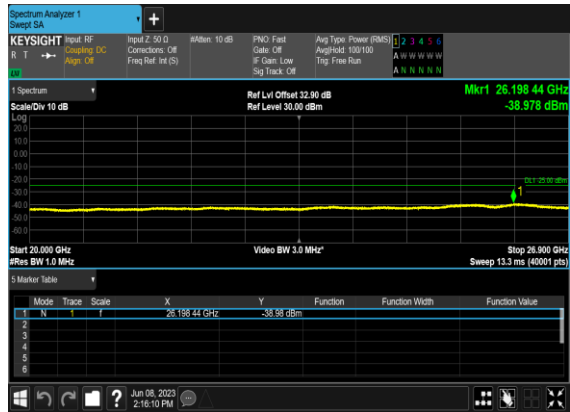 Spectrum Analyzer 1
Swept SA
+
KEYSIGHT Input: RF Input Z: 50 Ω #Atten: 10 dB PNO: Fast Avg Type: Power (RMS) 1 2 3 4 5 6
R T Coupling: DC Corrections: Off Gate: Off Avg|Hold: 100/100 A W W W W W
Align: Off Freq Ref: Int (S) IF Gain: Low Trig: Free Run
Sig Track: Off A N N N N N
LW
1 Spectrum
Ref Lvl Offset 32.90 dB Mkr1 26.198 44 GHz
Scale/Div 10 dB Ref Level 30.00 dBm -38.978 dBm
Log
20.0
10.0
0.00
-10.0
-20.0
DL1 -25.00 dBm
-30.0
1
-40.0
-50.0
-60.0
Start 20.000 GHz Video BW 3.0 MHz* Stop 26.900 GHz
#Res BW 1.0 MHz Sweep 13.3 ms (40001 pts)
5 Marker Table
Mode Trace Scale X Y Function Function Width Function Value
1 N 1 f 26.198 44 GHz -38.98 dBm
2
3
4
5
6
? Jun 08, 2023
2:16:10 PM